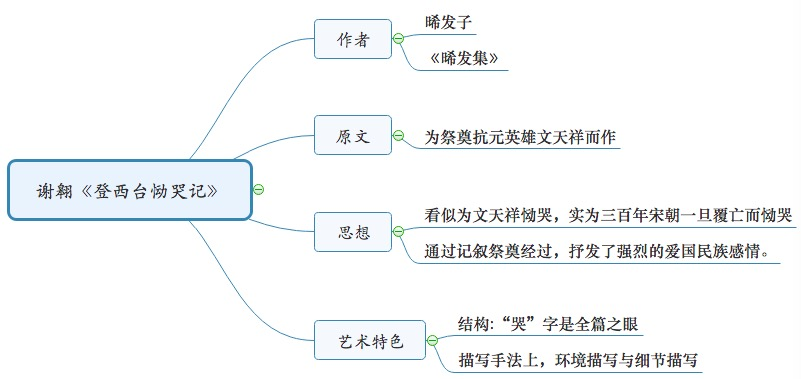 谢翱《登西台恸哭记》
作者
晞发子
《晞发集》
原文
为祭奠抗元英雄文天祥而作
思想
看似为文天祥恸哭，实为三百年宋朝一旦覆亡而恸哭
通过记叙祭奠经过，抒发了强烈的爱国民族感情。
艺术特色
结构：“哭”字是全篇之眼
描写手法上，环境描写与细节描写